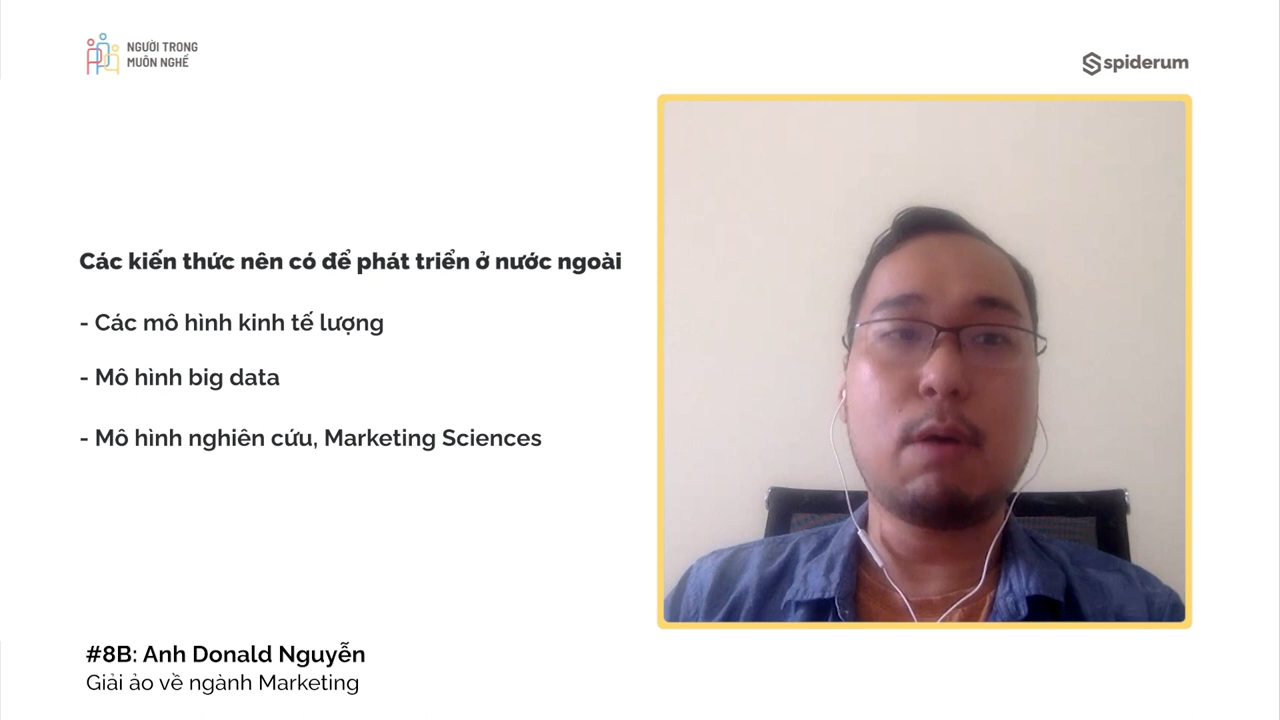 NGƯỜI TRONG
MUÔN NGHỀ
spiderum
Các kiến thức nên có để phát triển ở nước ngoài
- Các mô hình kinh tế lượng
- Mô hình big data
- Mô hình nghiên cứu, Marketing Sciences
#8B: Anh Donald Nguyễn
Giải ảo về ngành Marketing